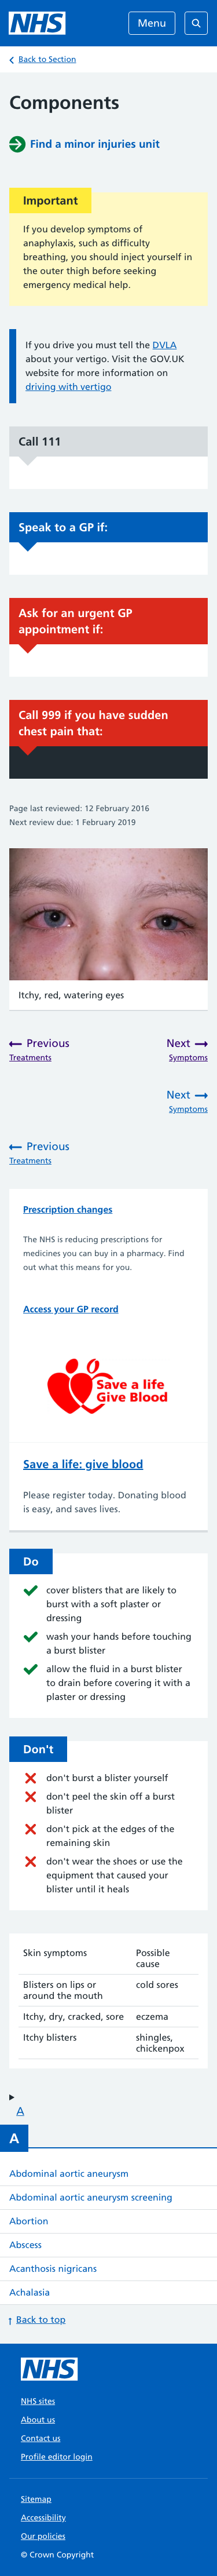 NHS
Menu
Back to Section
Components
Find a minor injuries unit
Important
If you develop symptoms of
anaphylaxis, such as difficulty
breathing, you should inject yourself in
the outer thigh before seeking
emergency medical help.
If you drive you must tell the DVLA
about your vertigo. Visit the GOV.UK
website for more information on
driving with vertigo
Call 111
Speak to a GP if:
Ask for an urgent GP
appointment if:
Call 999 if you have sudden
chest pain that:
Page last reviewed: 12 February 2016
Next review due: 1 February 2019
Itchy, red, watering eyes
Previous
Treatments
Next
Symptoms
Next
Symptoms
Previous
Treatments
Prescription changes
The NHS is reducing prescriptions for
medicines you can buy in a pharmacy. Find
out what this means for you.
Access your GP record
Save a life
Give Blood
Save a life: give blood
Please register today. Donating blood
is easy, and saves lives.
Do
cover blisters that are likely to
burst with a soft plaster or
dressing
wash your hands before touching
a burst blister
allow the fluid in a burst blister
to drain before covering it with a
plaster or dressing
Don't
don't burst a blister yourself
don't peel the skin off a burst
blister
don't pick at the edges of the
remaining skin
don't wear the shoes or use the
equipment that caused your
blister until it heals
Skin symptoms Possible
cause
Blisters on lips or cold sores
around the mouth
Itchy, dry, cracked, sore eczema
Itchy blisters shingles,
chickenpox
A
A
Abdominal aortic aneurysm
Abdominal aortic aneurysm screening
Abortion
Abscess
Acanthosis nigricans
Achalasia
Back to top
NHS
NHS sites
About us
Contact us
Profile editor login
Sitemap
Accessibility
Our policies
© Crown Copyright